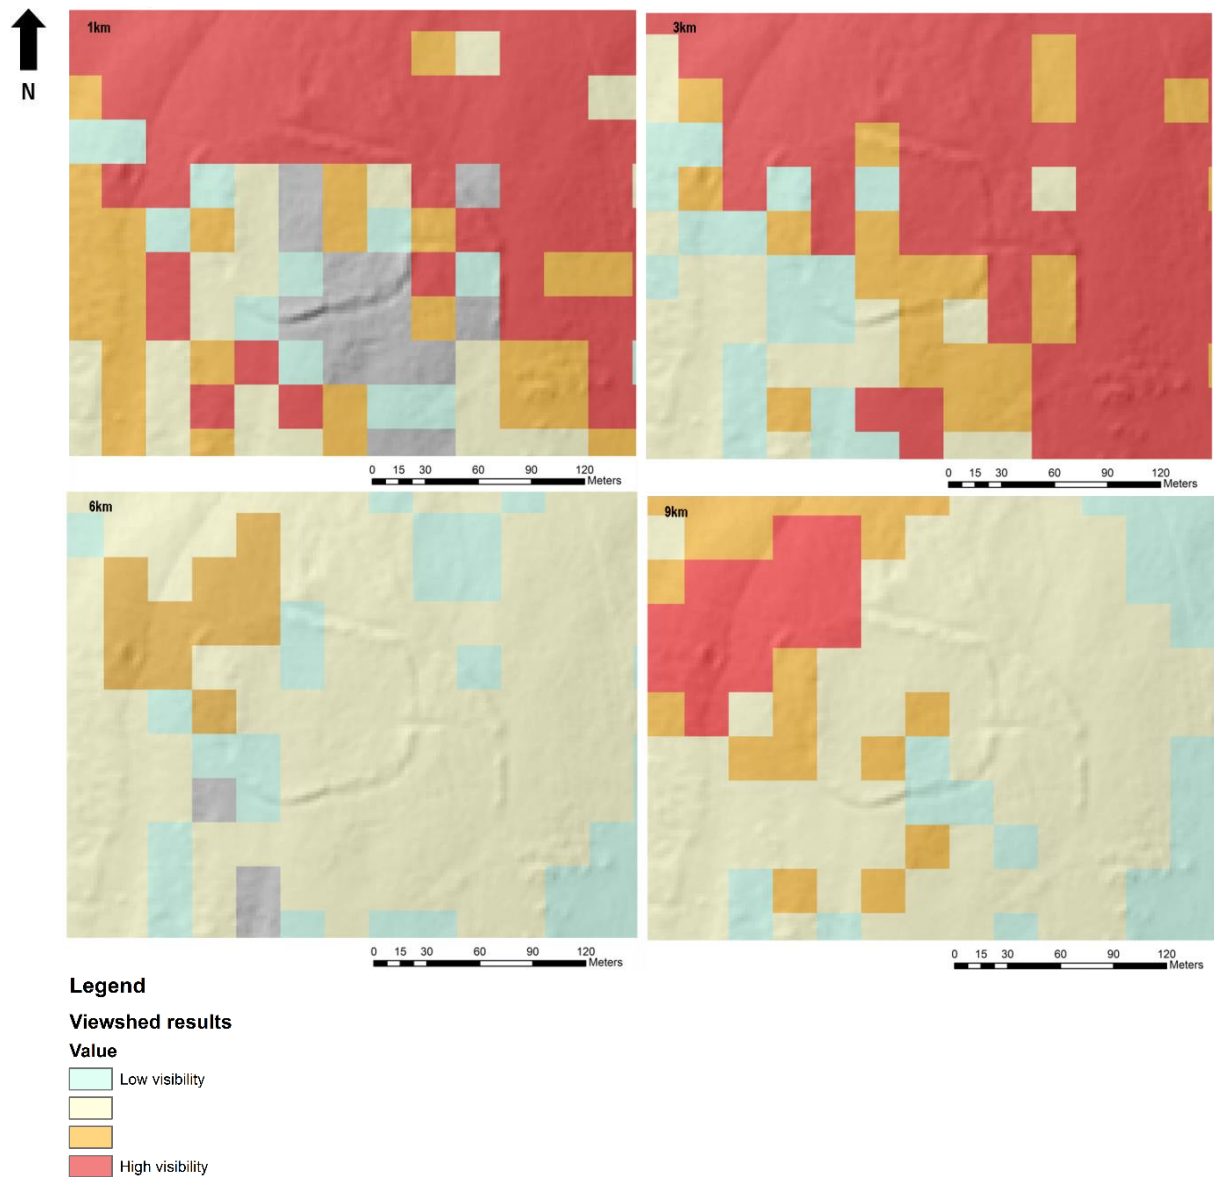 1km
3km
N
0 15 30 60 90 120
Meters
0 15 30 60 90 120
Meters
6km
9km
0 15 30 60 90 120
Meters
0 15 30 60 90 120
Meters
Legend
Viewshed results
Value
Low visibility
High visibility